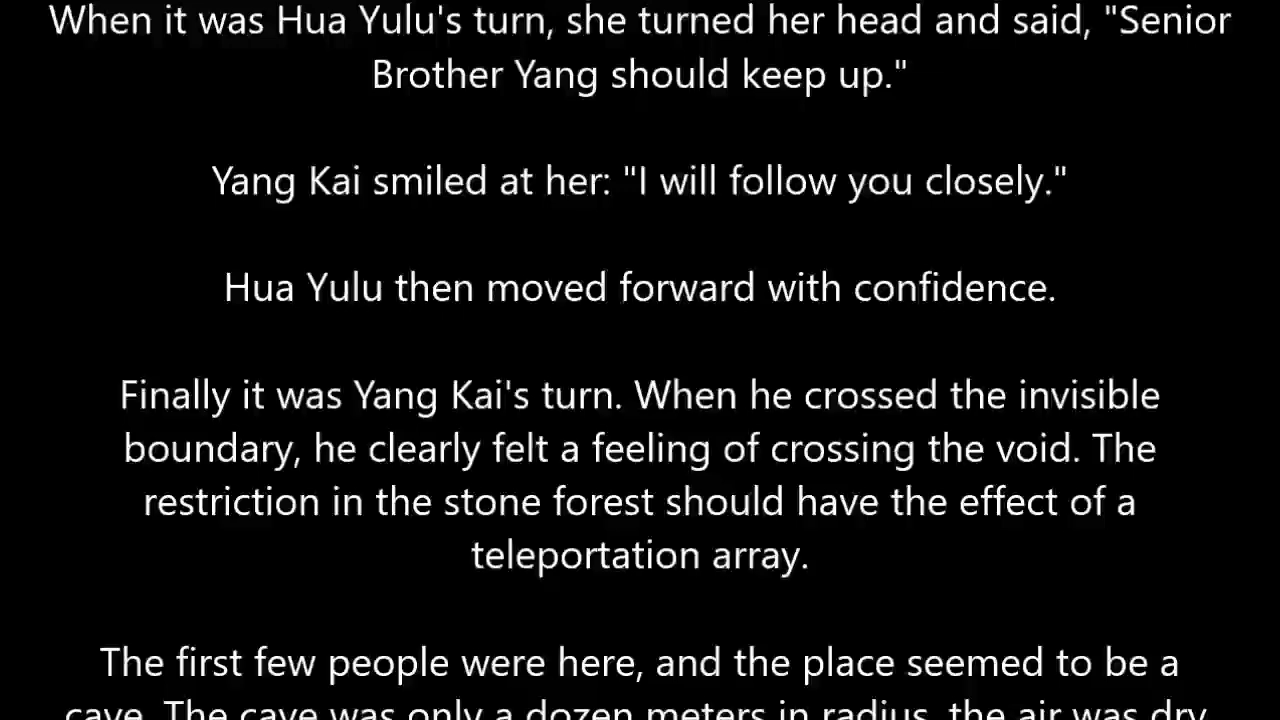 When it was Hua Yulu's turn, she turned her head and said, "Senior
Brother Yang should keep up."
Yang Kai smiled at her: "I will follow you closely."
Hua Yulu then moved forward with confidence.
Finally it was Yang Kai's turn. When he crossed the invisible
boundary, he clearly felt a feeling of crossing the void. The
restriction in the stone forest should have the effect of a
teleportation array.
The first few people were here, and the place seemed to be a
cave. The cave was only a dozen meters in radius, the air was dry